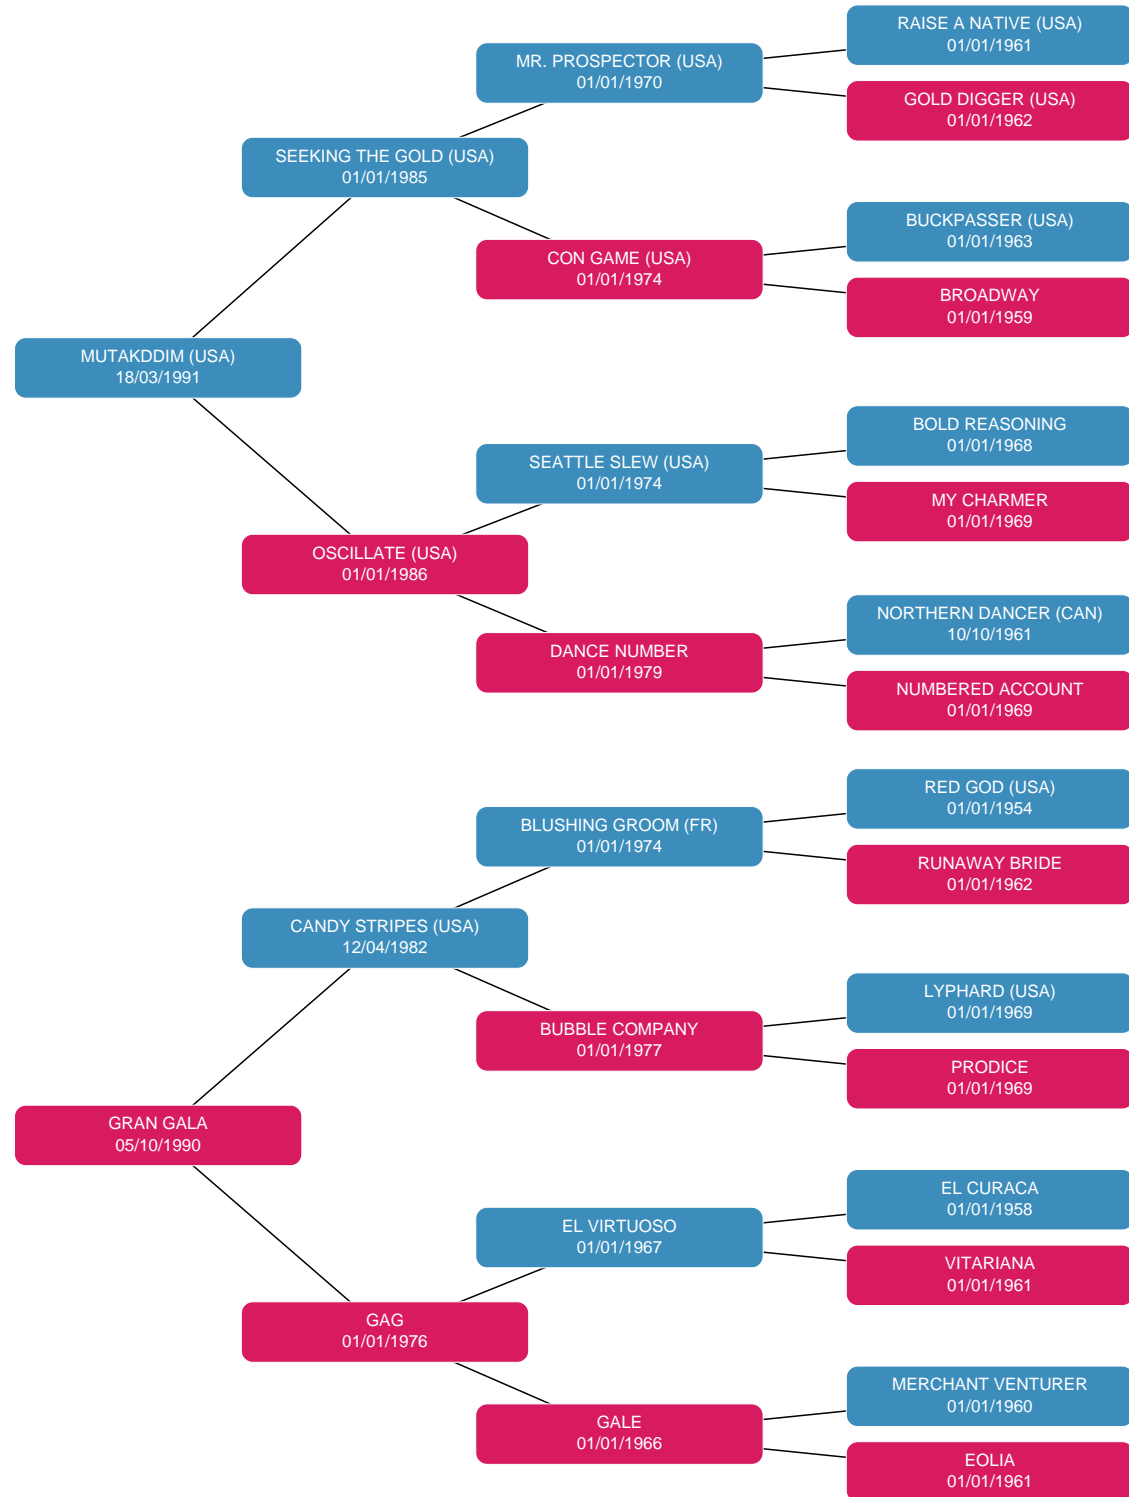 RAISE A NATIVE (USA)
01/01/1961
MR. PROSPECTOR (USA)
01/01/1970
GOLD DIGGER (USA)
01/01/1962
SEEKING THE GOLD (USA)
01/01/1985
BUCKPASSER (USA)
01/01/1963
CON GAME (USA)
01/01/1974
BROADWAY
01/01/1959
MUTAKDDIM (USA)
18/03/1991
BOLD REASONING
01/01/1968
SEATTLE SLEW (USA)
01/01/1974
MY CHARMER
01/01/1969
OSCILLATE (USA)
01/01/1986
NORTHERN DANCER (CAN)
10/10/1961
DANCE NUMBER
01/01/1979
NUMBERED ACCOUNT
01/01/1969
RED GOD (USA)
01/01/1954
BLUSHING GROOM (FR)
01/01/1974
RUNAWAY BRIDE
01/01/1962
CANDY STRIPES (USA)
12/04/1982
LYPHARD (USA)
01/01/1969
BUBBLE COMPANY
01/01/1977
PRODICE
01/01/1969
GRAN GALA
05/10/1990
EL CURACA
01/01/1958
EL VIRTUOSO
01/01/1967
VITARIANA
01/01/1961
GAG
01/01/1976
MERCHANT VENTURER
01/01/1960
GALE
01/01/1966
EOLIA
01/01/1961